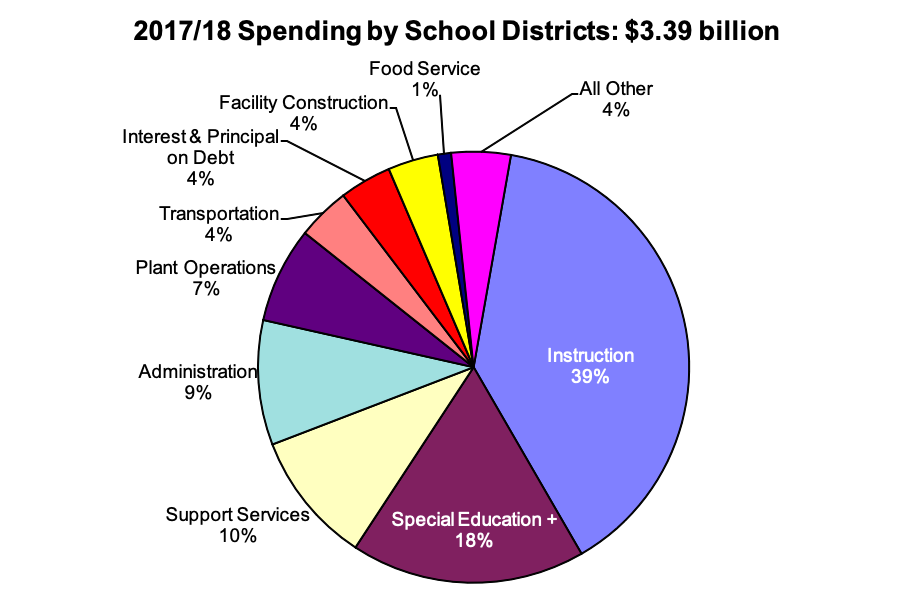 2017/18 Spending by School Districts: $3.39 billion
Food Service
1%
All Other
4%
Facility Construction
4%
Interest & Principal
on Debt
4%
Transportation
4%
Plant Operations
7%
Instruction
39%
Administration
9%
Support Services
10%
Special Education +
18%